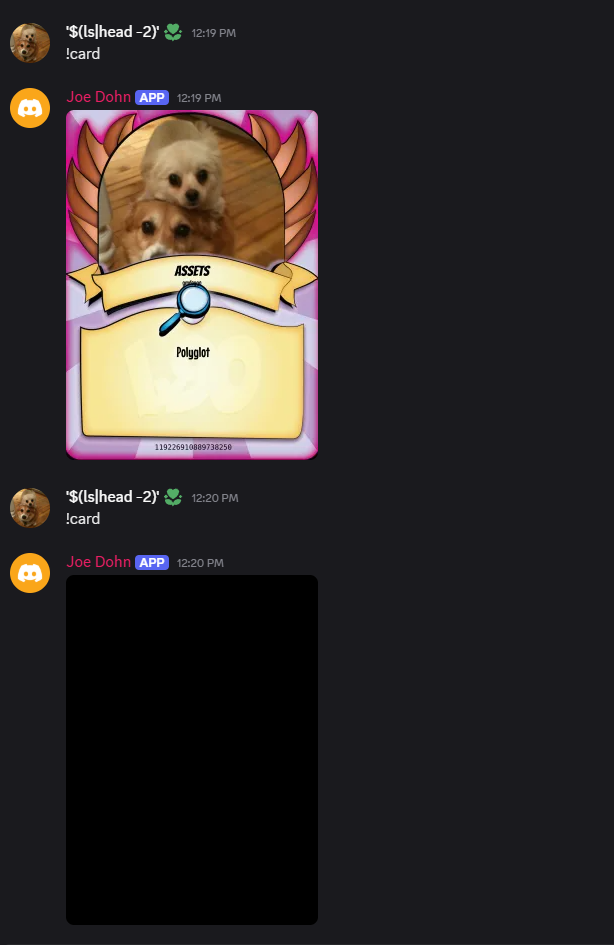 '$(ls|head -2)' 12:19 PM
!card
Joe Dohn APP 12:19 PM
ASSETS
Polyglot
119226910889738250
'$(ls|head -2)' 12:20 PM
!card
Joe Dohn APP 12:20 PM